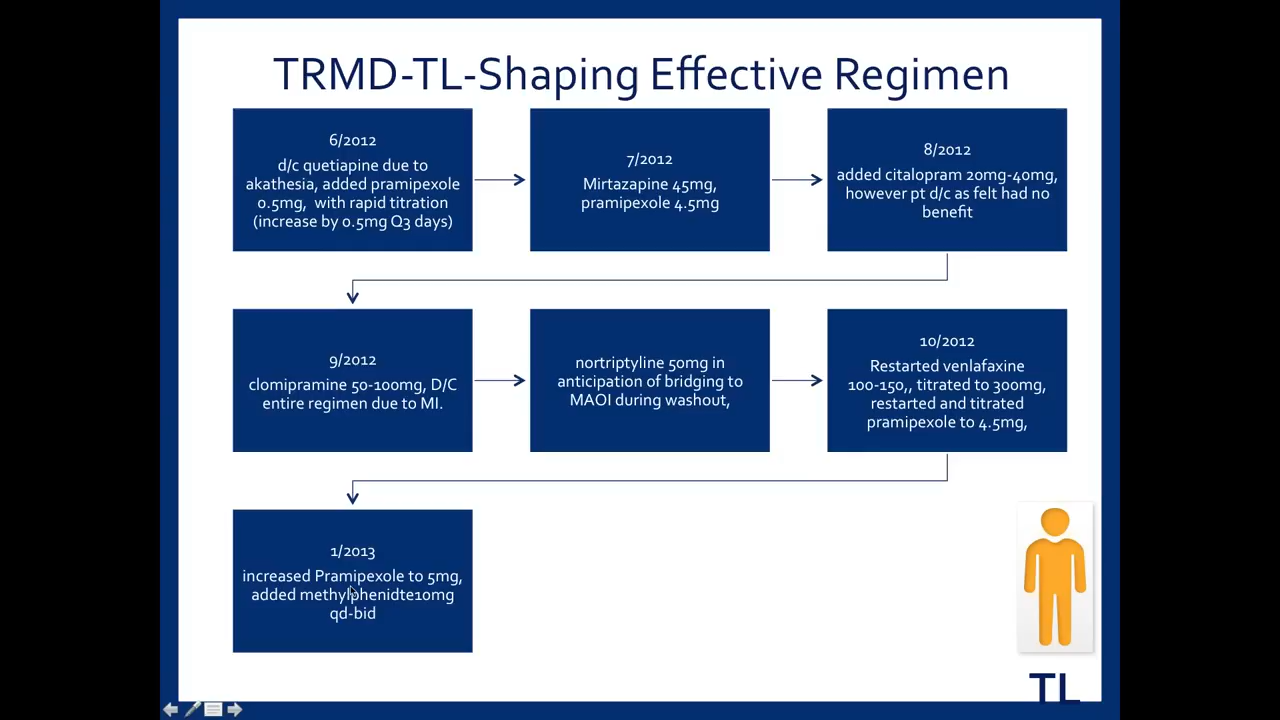 TRMD-TL-Shaping Effective Regimen
6/2012
d/c quetiapine due to
akathesia, added pramipexole
0.5mg, with rapid titration
(increase by 0.5mg Q3 days)
7/2012
Mirtazapine 45mg,
pramipexole 4.5mg
8/2012
added citalopram 20mg-40mg,
however pt d/c as felt had no
benefit
9/2012
clomipramine 50-100mg, D/C
entire regimen due to MI.
nortriptyline 50mg in
anticipation of bridging to
MAOI during washout,
10/2012
Restarted venlafaxine
100-150,, titrated to 300mg,
restarted and titrated
pramipexole to 4.5mg,
1/2013
increased Pramipexole to 5mg,
added methylphenidte10mg
qd-bid
TL